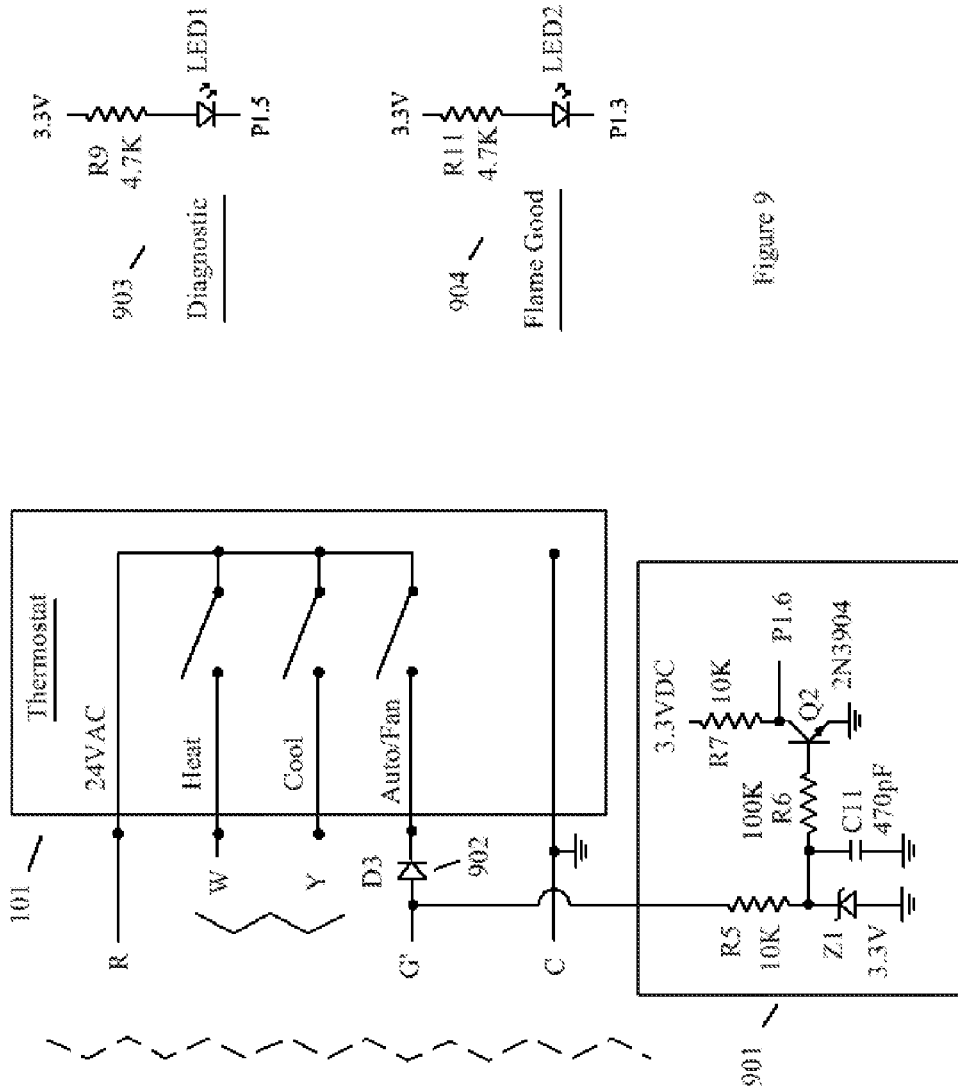 101
Thermostat
R
24VAC
W
Heat
Y
Cool
D3
Auto/Fan
G'
902
C
901
R5
10K
Z1
3.3V
100K
R6
C11
470pF
3.3VDC
R7
10K
P1.6
Q2
2N3904
903
Diagnostic
3.3V
R9
4.7K
LED1
P1.5
904
Flame Good
3.3V
R11
4.7K
LED2
P1.3
Figure 9